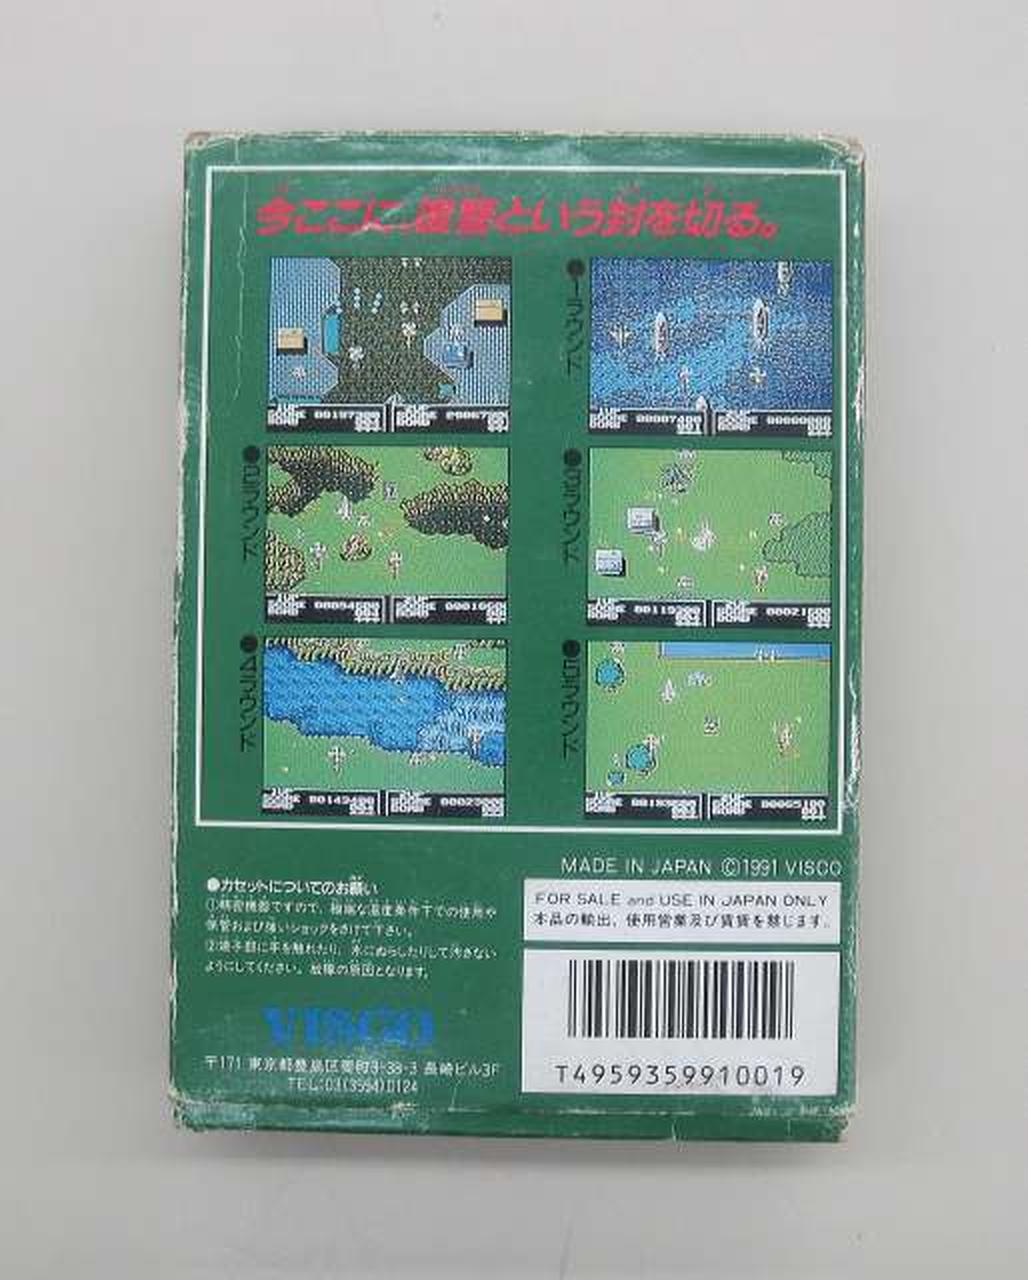 今ここに、復讐という封を切る。
●1ラウンド
●2ラウンド
●3ラウンド
●4ラウンド
●5ラウンド
MADE IN JAPAN ©1991 VISCO
FOR SALE and USE IN JAPAN ONLY
本品の輸出、使用営業及び賃貸を禁じます。
●カセットについてのお願い
①精密機器ですので、極端な温度条件下での使用や
保管および強いショックをさけて下さい。
②端子部に手を触れたり、水にぬらしたりして汚さない
ようにしてください。故障の原因となります。
VISCO
〒171 東京都豊島区要町3-38-3 長崎ビル3F
TEL.03(3554)0124
T4959359910019